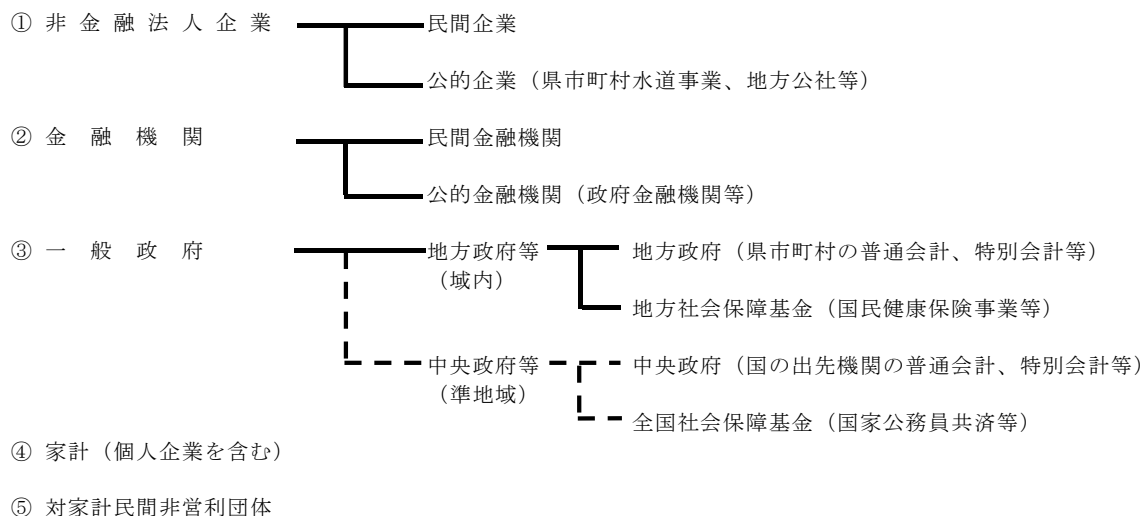 ① 非金融法人企業 民間企業
公的企業（県市町村水道事業、地方公社等）
② 金融機関 民間金融機関
公的金融機関（政府金融機関等）
③ 一般政府 地方政府等 地方政府（県市町村の普通会計、特別会計等）
（域内）
地方社会保障基金（国民健康保険事業等）
中央政府等 中央政府（国の出先機関の普通会計、特別会計等）
（準地域）
全国社会保障基金（国家公務員共済等）
④ 家計（個人企業を含む）
⑤ 対家計民間非営利団体